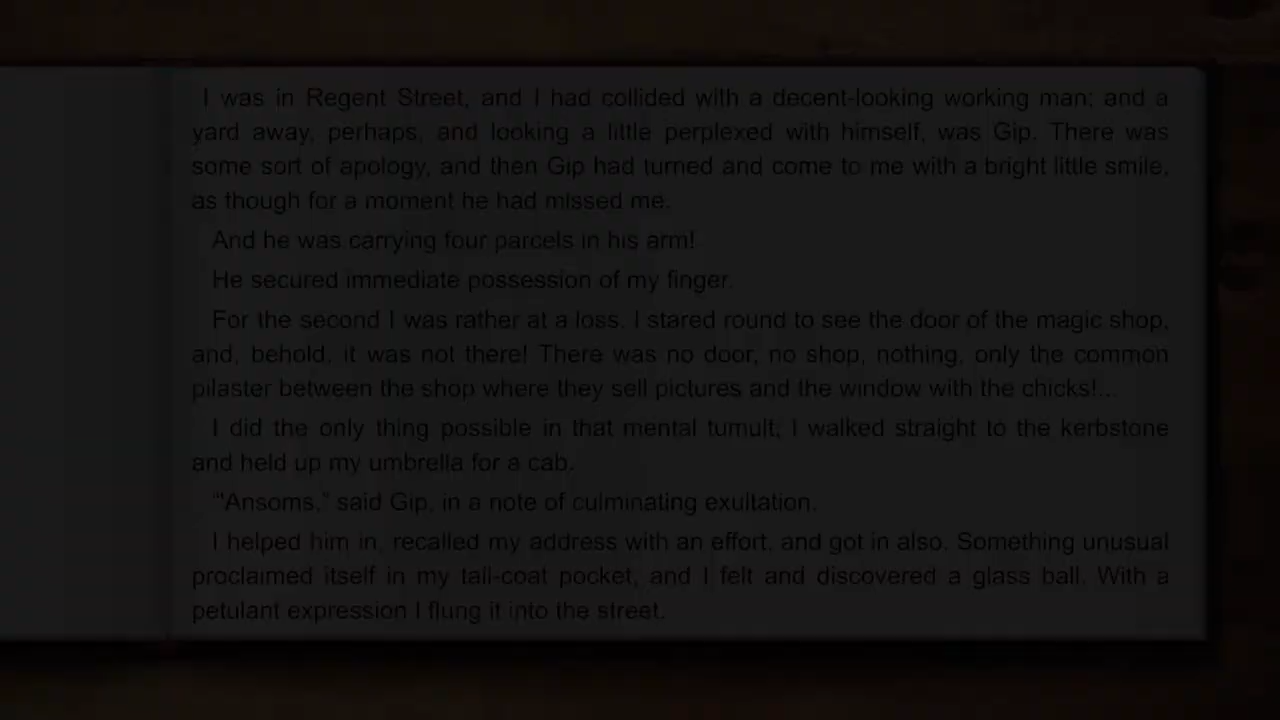 I was in Regent Street, and I had collided with a decent-looking working man; and a
yard away, perhaps, and looking a little perplexed with himself, was Gip. There was
some sort of apology, and then Gip had turned and come to me with a bright little smile,
as though for a moment he had missed me.
And he was carrying four parcels in his arm!
He secured immediate possession of my finger.
For the second I was rather at a loss. I stared round to see the door of the magic shop,
and, behold, it was not there! There was no door, no shop, nothing, only the common
pilaster between the shop where they sell pictures and the window with the chicks!...
I did the only thing possible in that mental tumult; I walked straight to the kerbstone
and held up my umbrella for a cab.
“‘Ansoms,” said Gip, in a note of culminating exultation.
I helped him in, recalled my address with an effort, and got in also. Something unusual
proclaimed itself in my tail-coat pocket, and I felt and discovered a glass ball. With a
petulant expression I flung it into the street.